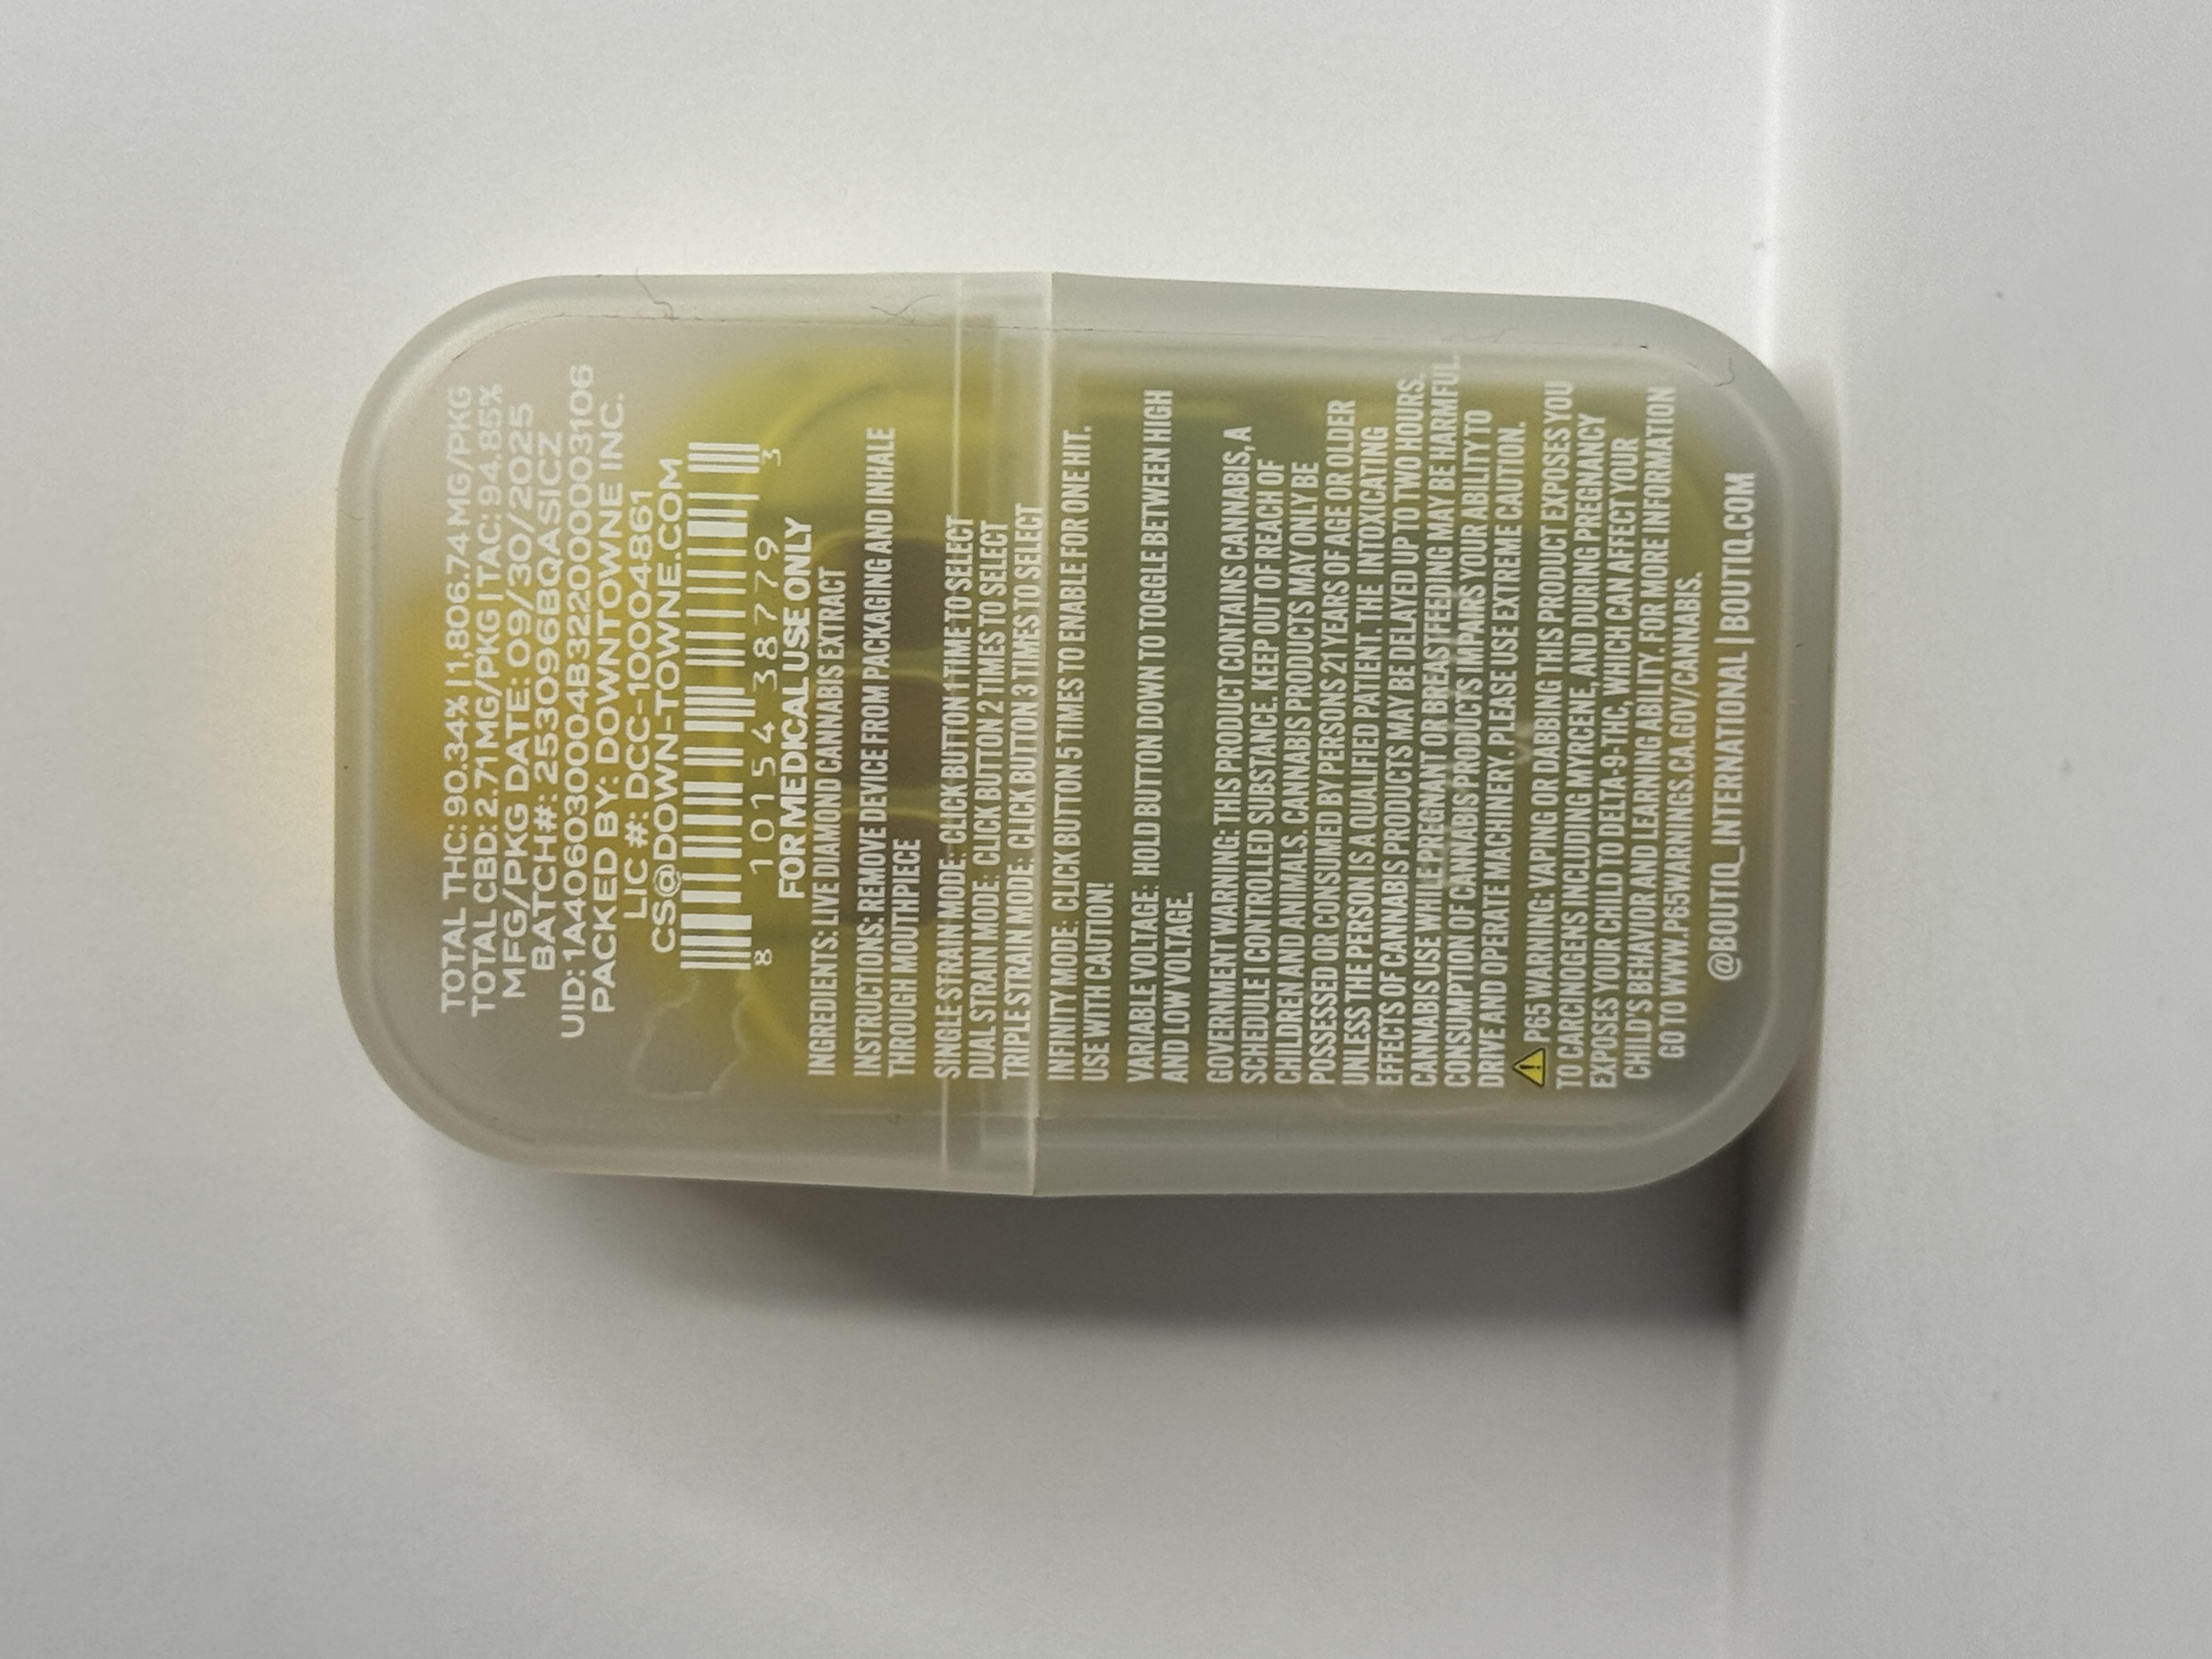 TOTAL THC: 90.34% | 1,806.74 MG/PKG
TOTAL CBD: 2.71 MG/PKG | TAC: 94.85%
MFG/PKG DATE: 09/30/2025
BATCH#: 253096BQASICZ
UID: 1A4060300004B322000003106
PACKED BY: DOWNTOWNE INC.
LIC #: DCC-10004861
CS@DOWN-TOWNE.COM
8 10154 38779 3
FOR MEDICAL USE ONLY
INGREDIENTS: LIVE DIAMOND CANNABIS EXTRACT
INSTRUCTIONS: REMOVE DEVICE FROM PACKAGING AND INHALE
THROUGH MOUTHPIECE
SINGLE STRAIN MODE: CLICK BUTTON 1 TIME TO SELECT
DUAL STRAIN MODE: CLICK BUTTON 2 TIMES TO SELECT
TRIPLE STRAIN MODE: CLICK BUTTON 3 TIMES TO SELECT
INFINITY MODE: CLICK BUTTON 5 TIMES TO ENABLE FOR ONE HIT.
USE WITH CAUTION!
VARIABLE VOLTAGE: HOLD BUTTON DOWN TO TOGGLE BETWEEN HIGH
AND LOW VOLTAGE.
GOVERNMENT WARNING: THIS PRODUCT CONTAINS CANNABIS, A
SCHEDULE I CONTROLLED SUBSTANCE. KEEP OUT OF REACH OF
CHILDREN AND ANIMALS. CANNABIS PRODUCTS MAY ONLY BE
POSSESSED OR CONSUMED BY PERSONS 21 YEARS OF AGE OR OLDER
UNLESS THE PERSON IS A QUALIFIED PATIENT. THE INTOXICATING
EFFECTS OF CANNABIS PRODUCTS MAY BE DELAYED UP TO TWO HOURS.
CANNABIS USE WHILE PREGNANT OR BREASTFEEDING MAY BE HARMFUL.
CONSUMPTION OF CANNABIS PRODUCTS IMPAIRS YOUR ABILITY TO
DRIVE AND OPERATE MACHINERY. PLEASE USE EXTREME CAUTION.
P65 WARNING: VAPING OR DABBING THIS PRODUCT EXPOSES YOU
TO CARCINOGENS INCLUDING MYRCENE, AND DURING PREGNANCY
EXPOSES YOUR CHILD TO DELTA-9-THC, WHICH CAN AFFECT YOUR
CHILD'S BEHAVIOR AND LEARNING ABILITY. FOR MORE INFORMATION
GO TO WWW.P65WARNINGS.CA.GOV/CANNABIS.
@BOUTIQ_INTERNATIONAL | BOUTIQ.COM